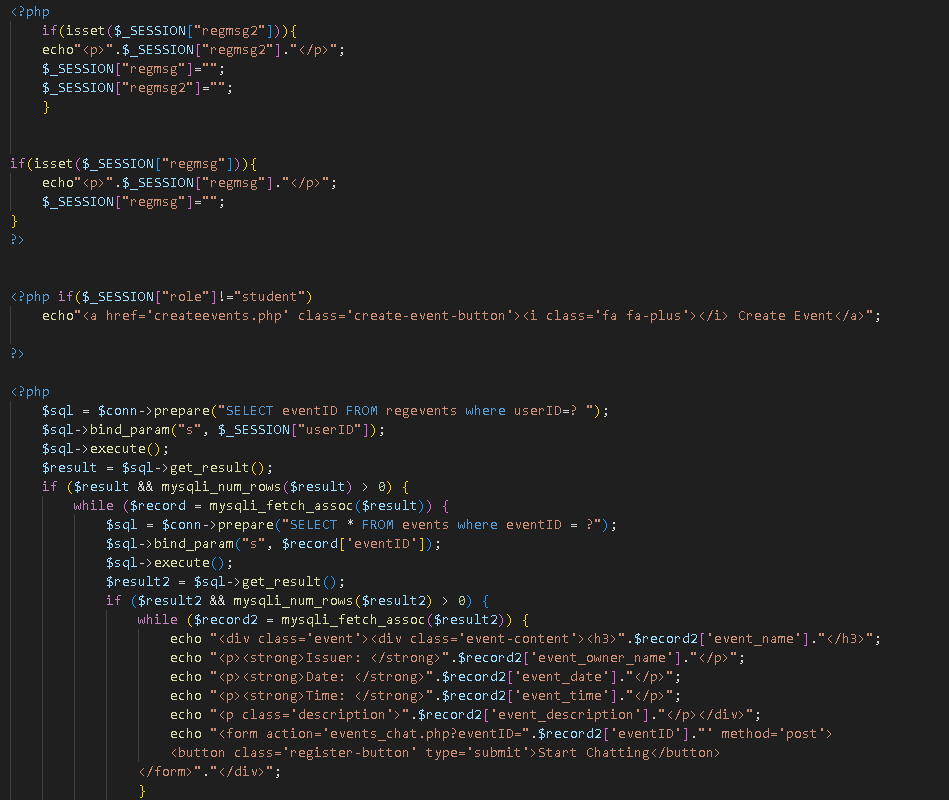 <?php
if(isset($_SESSION["regmsg2"])){
echo"<p>".$_SESSION["regmsg2"]."</p>";
$_SESSION["regmsg"]="";
$_SESSION["regmsg2"]="";
}
if(isset($_SESSION["regmsg"])){
echo"<p>".$_SESSION["regmsg"]."</p>";
$_SESSION["regmsg"]="";
}
?>
<?php if($_SESSION["role"]!="student")
echo"<a href='createevents.php' class='create-event-button'><i class='fa fa-plus'></i> Create Event</a>";
?>
<?php
$sql = $conn->prepare("SELECT eventID FROM regevents where userID=? ");
$sql->bind_param("s", $_SESSION["userID"]);
$sql->execute();
$result = $sql->get_result();
if ($result && mysqli_num_rows($result) > 0) {
while ($record = mysqli_fetch_assoc($result)) {
$sql = $conn->prepare("SELECT * FROM events where eventID = ?");
$sql->bind_param("s", $record['eventID']);
$sql->execute();
$result2 = $sql->get_result();
if ($result2 && mysqli_num_rows($result2) > 0) {
while ($record2 = mysqli_fetch_assoc($result2)) {
echo "<div class='event'><div class='event-content'><h3>".$record2['event_name']."</h3>";
echo "<p><strong>Issuer: </strong>".$record2['event_owner_name']."</p>";
echo "<p><strong>Date: </strong>".$record2['event_date']."</p>";
echo "<p><strong>Time: </strong>".$record2['event_time']."</p>";
echo "<p class='description'>".$record2['event_description']."</p></div>";
echo "<form action='events_chat.php?eventID=".$record2['eventID']."' method='post'>
<button class='register-button' type='submit'>Start Chatting</button>
</form>"."</div>";
}